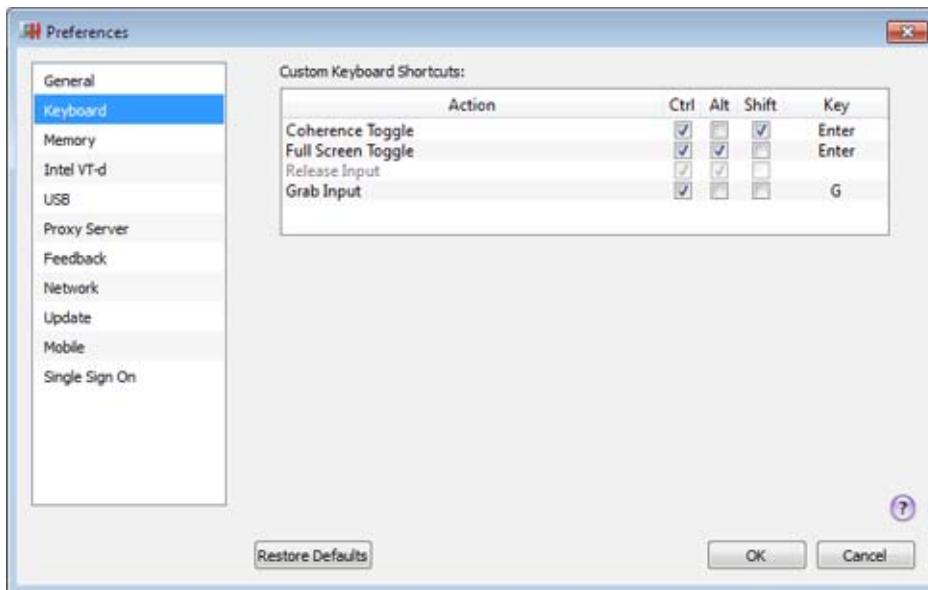 Preferences
General
Keyboard
Memory
Intel VT-d
USB
Proxy Server
Feedback
Network
Update
Mobile
Single Sign On
Custom Keyboard Shortcuts:
Action Ctrl Alt Shift Key
Coherence Toggle Enter
Full Screen Toggle Enter
Release Input
Grab Input G
?
Restore Defaults OK Cancel